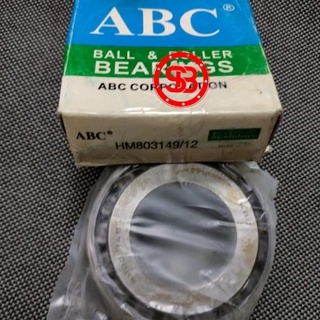 ABC
BALL & ROLLER
BEARINGS
ABC CORPORATION
SB
ABC®
HM803149/12